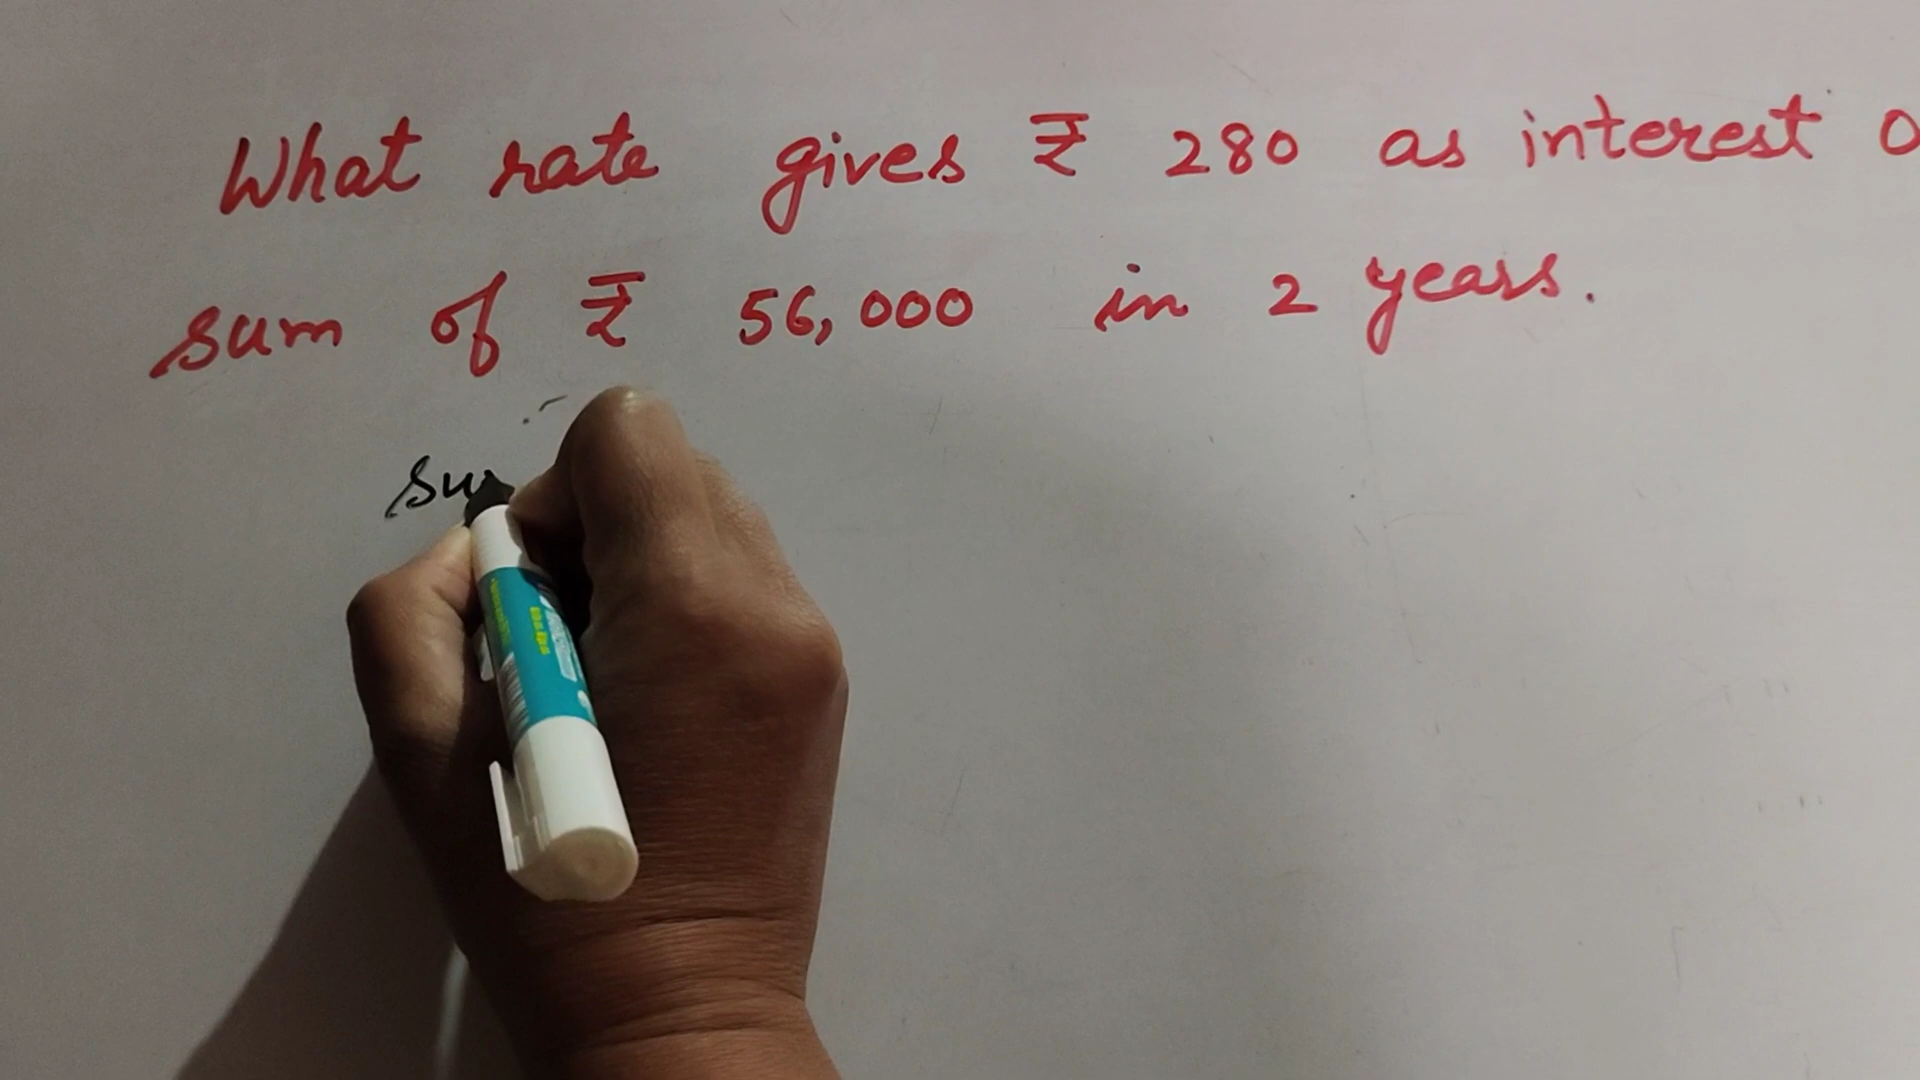 What rate gives ₹ 280 as interest
sum of ₹ 56,000 in 2 years.